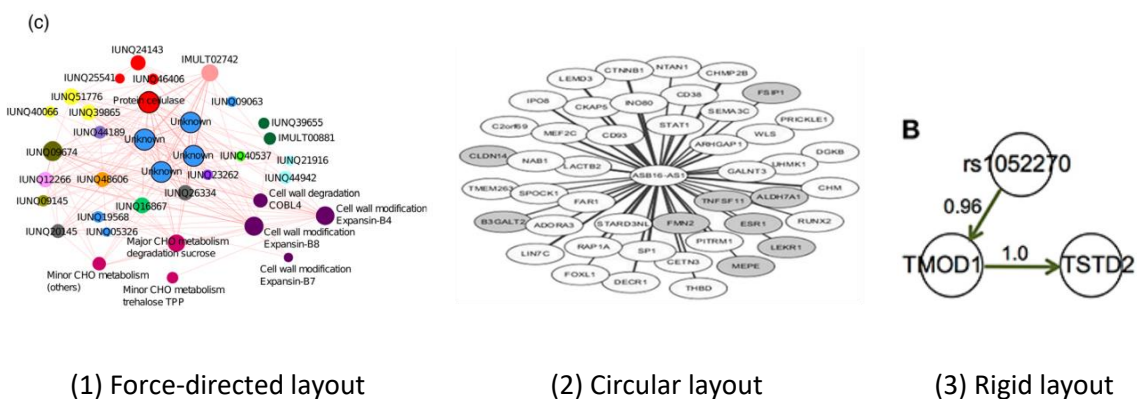 (c)
IUNQ24143
IMULT02742
IUNQ25541
IUNQ46406
IUNQ51776
Protein cellulase
IUNQ09063
IUNQ40066
IUNQ39865
Unknown
IUNQ39655
IUNQ44189
Unknown
IMULT00881
IUNQ09674
Unknown
IUNQ40537
IUNQ21916
IUNQ12266
IUNQ48606
Unknown
IUNQ23262
IUNQ44942
IUNQ26334
Cell wall degradation
COBL4
IUNQ09145
IUNQ16867
IUNQ19568
Cell wall modification
Expansin-B4
IUNQ20145
IUNQ05326
Cell wall modification
Expansin-B8
Major CHO metabolism
degradation sucrose
Cell wall modification
Expansin-B7
Minor CHO metabolism
(others)
Minor CHO metabolism
trehalose TPP
CTNNB1
NTAN1
LEMD3
CHMP2B
FSIP1
IPO8
CKAP5
INO80
CD38
SEMA3C
PRICKLE1
C2orf69
MEF2C
CD93
STAT1
WLS
ARHGAP1
DGKB
CLDN14
NAB1
LACTB2
UHMK1
GALNT3
ASB16-AS1
TMEM263
SPOCK1
FAR1
TNFSF11
ALDH7A1
CHM
B3GALT2
ADORA3
STARD3NL
FMN2
ESR1
RUNX2
LIN7C
RAP1A
SP1
PITRM1
LEKR1
FOXL1
CETN3
MEPE
DECR1
THBD
B
rs1052270
0.96
TMOD1
1.0
TSTD2
(1) Force-directed layout
(2) Circular layout
(3) Rigid layout